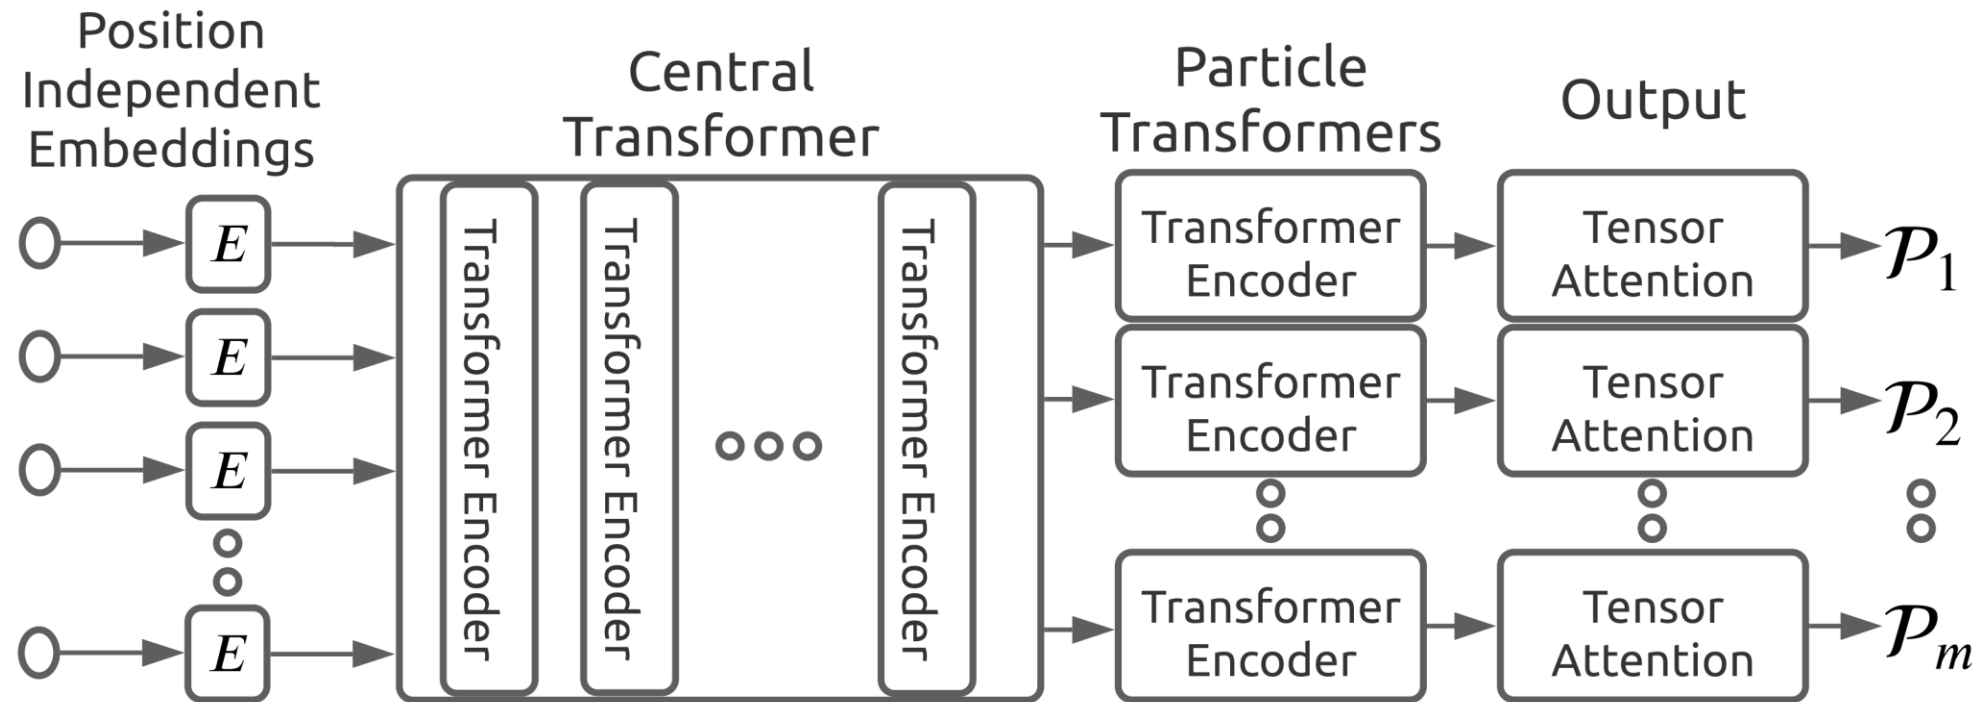 Position
Independent
Embeddings
Central
Transformer
Particle
Transformers
Output
E
E
E
E
Transformer Encoder
Transformer Encoder
Transformer Encoder
Transformer
Encoder
Transformer
Encoder
Transformer
Encoder
Tensor
Attention
Tensor
Attention
Tensor
Attention
𝒫₁
𝒫₂
𝒫ₘ